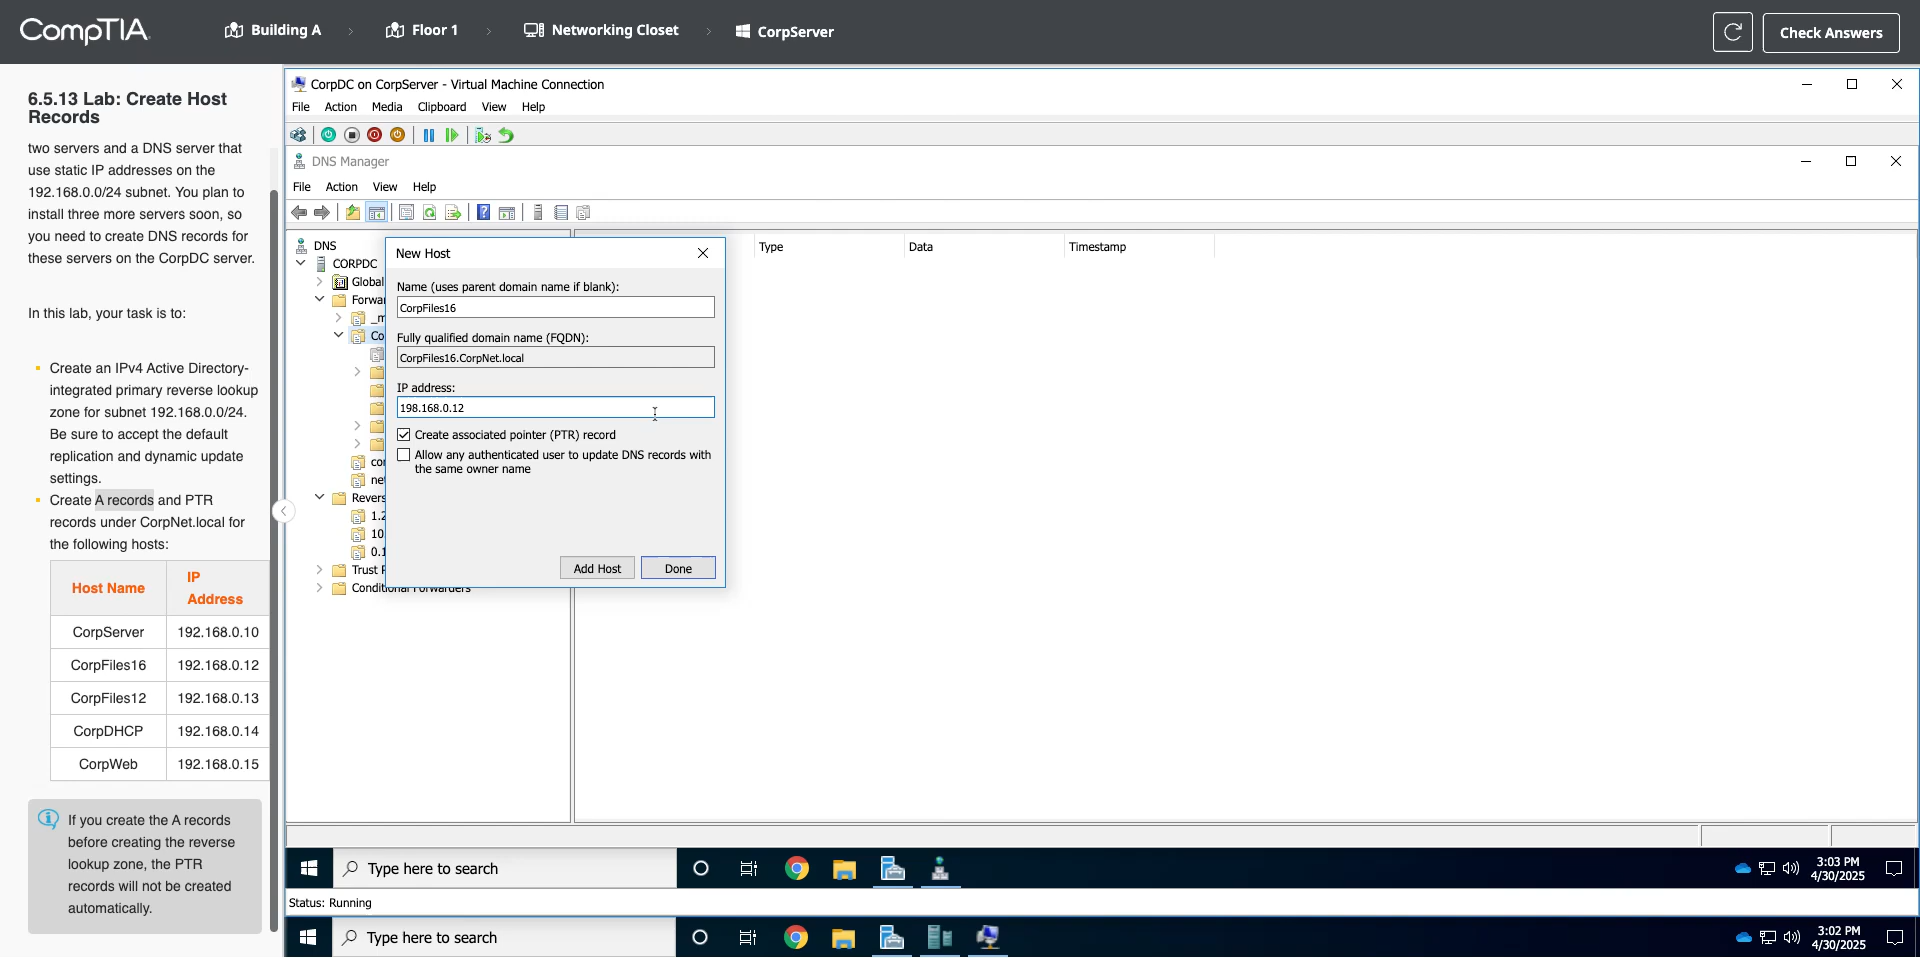 CompTIA.
Building A
Floor 1
Networking Closet
CorpServer
Check Answers
6.5.13 Lab: Create Host
Records
two servers and a DNS server that
use static IP addresses on the
192.168.0.0/24 subnet. You plan to
install three more servers soon, so
you need to create DNS records for
these servers on the CorpDC server.
In this lab, your task is to:
Create an IPv4 Active Directory-
integrated primary reverse lookup
zone for subnet 192.168.0.0/24.
Be sure to accept the default
replication and dynamic update
settings.
Create A records and PTR
records under CorpNet.local for
the following hosts:
Host Name IP Address
CorpServer 192.168.0.10
CorpFiles16 192.168.0.12
CorpFiles12 192.168.0.13
CorpDHCP 192.168.0.14
CorpWeb 192.168.0.15
If you create the A records
before creating the reverse
lookup zone, the PTR
records will not be created
automatically.
CorpDC on CorpServer - Virtual Machine Connection
File Action Media Clipboard View Help
DNS Manager
File Action View Help
DNS
CORPDC
Global
Forwar
_m
Co
cor
net
Revers
1.2
10
0.1
Trust P
Conditional Forwarders
Type Data Timestamp
New Host
Name (uses parent domain name if blank):
CorpFiles16
Fully qualified domain name (FQDN):
CorpFiles16.CorpNet.local
IP address:
198.168.0.12
Create associated pointer (PTR) record
Allow any authenticated user to update DNS records with
the same owner name
Add Host Done
Type here to search
3:03 PM
4/30/2025
Status: Running
Type here to search
3:02 PM
4/30/2025